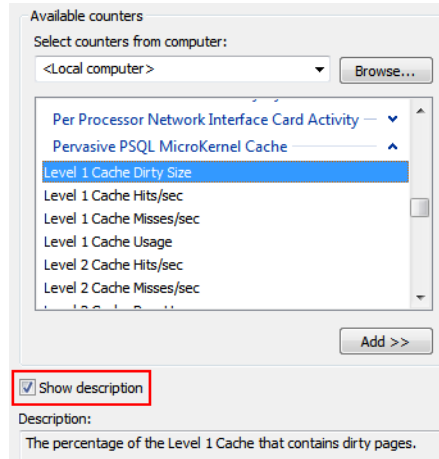 Available counters
Select counters from computer:
<Local computer>
Browse...
Per Processor Network Interface Card Activity
Pervasive PSQL MicroKernel Cache
Level 1 Cache Dirty Size
Level 1 Cache Hits/sec
Level 1 Cache Misses/sec
Level 1 Cache Usage
Level 2 Cache Hits/sec
Level 2 Cache Misses/sec
Add >>
Show description
Description:
The percentage of the Level 1 Cache that contains dirty pages.